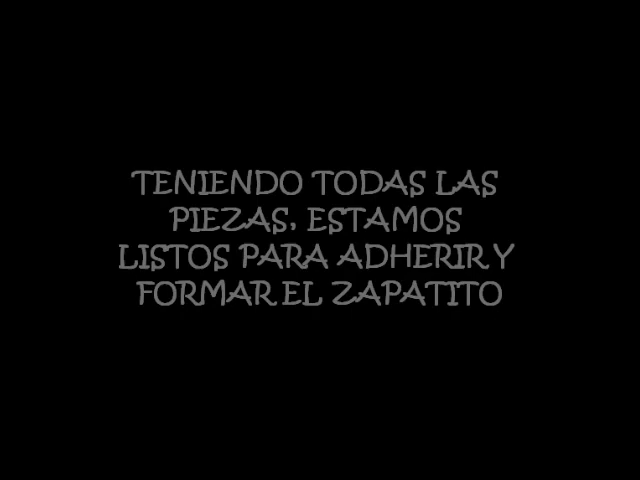 TENIENDO TODAS LAS
PIEZAS, ESTAMOS
LISTOS PARA ADHERIR Y
FORMAR EL ZAPATITO